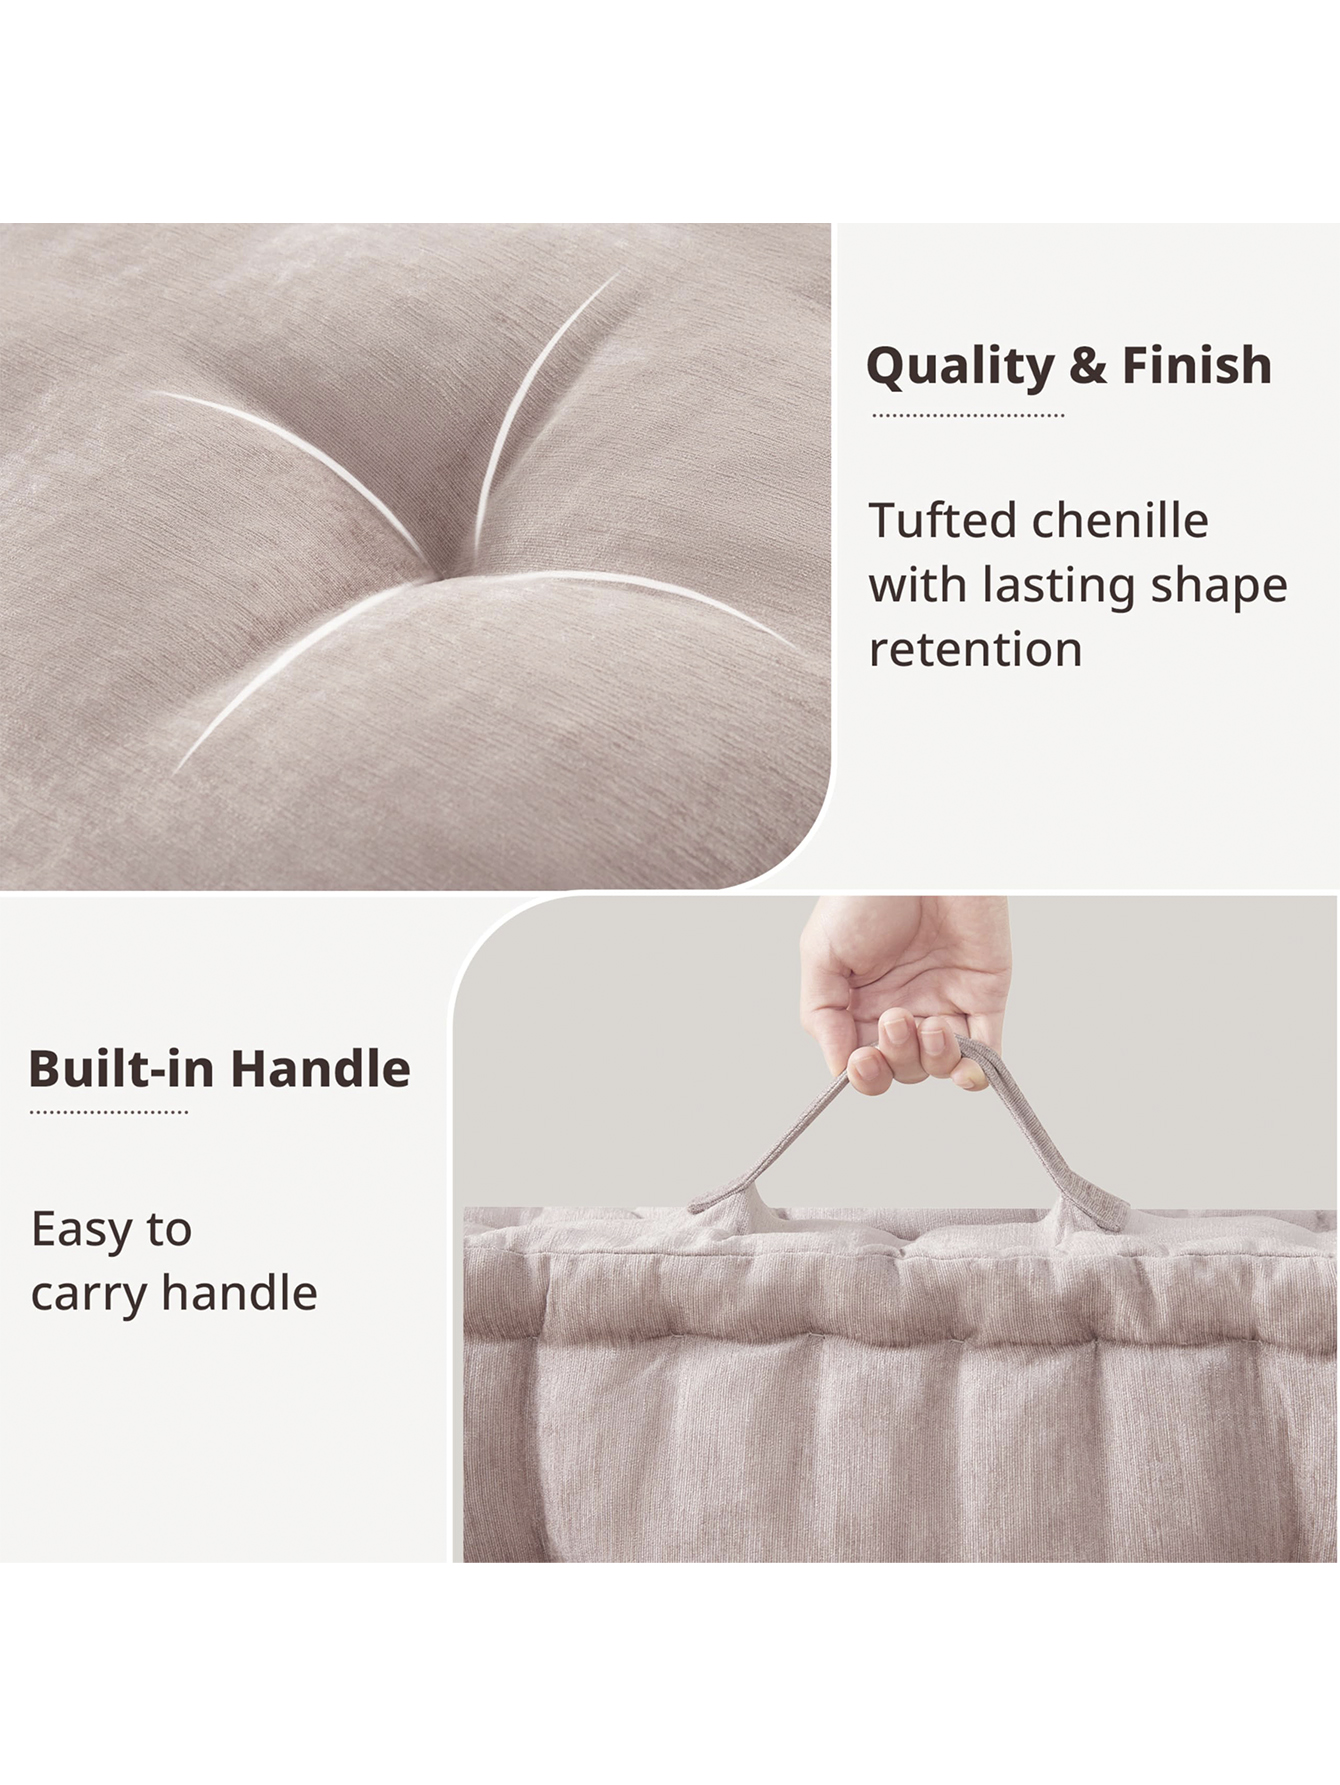 Quality & Finish
Tufted chenille
with lasting shape
retention
Built-in Handle
Easy to
carry handle